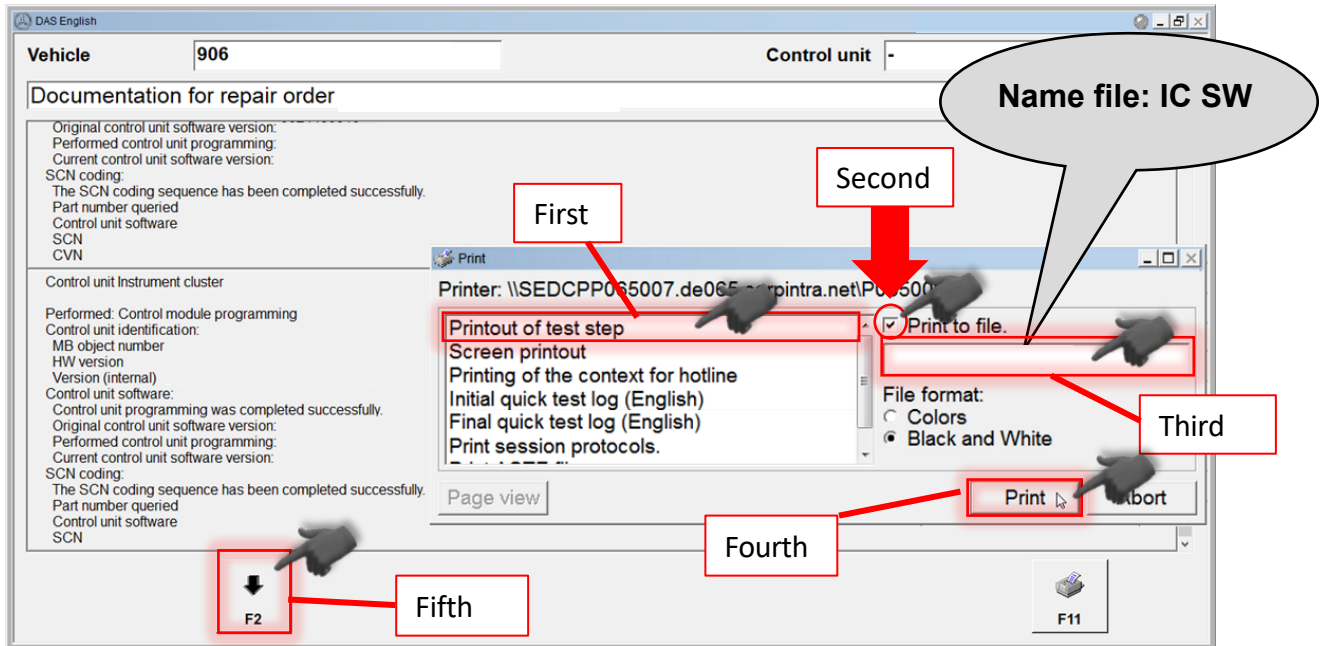 DAS English
Vehicle 906 Control unit -
Documentation for repair order
Name file: IC SW
Original control unit software version:
Performed control unit programming:
Current control unit software version:
SCN coding:
The SCN coding sequence has been completed successfully.
Part number queried
Control unit software
SCN
CVN
Control unit Instrument cluster
Performed: Control module programming
Control unit identification:
MB object number
HW version
Version (internal)
Control unit software:
Control unit programming was completed successfully.
Original control unit software version:
Performed control unit programming:
Current control unit software version:
SCN coding:
The SCN coding sequence has been completed successfully.
Part number queried
Control unit software
SCN
First
Second
Print
Printer:
Printout of test step
Screen printout
Printing of the context for hotline
Initial quick test log (English)
Final quick test log (English)
Print session protocols.
Print to file.
File format:
Colors
Black and White
Third
Page view
Print
Abort
Fourth
Fifth
F2
F11